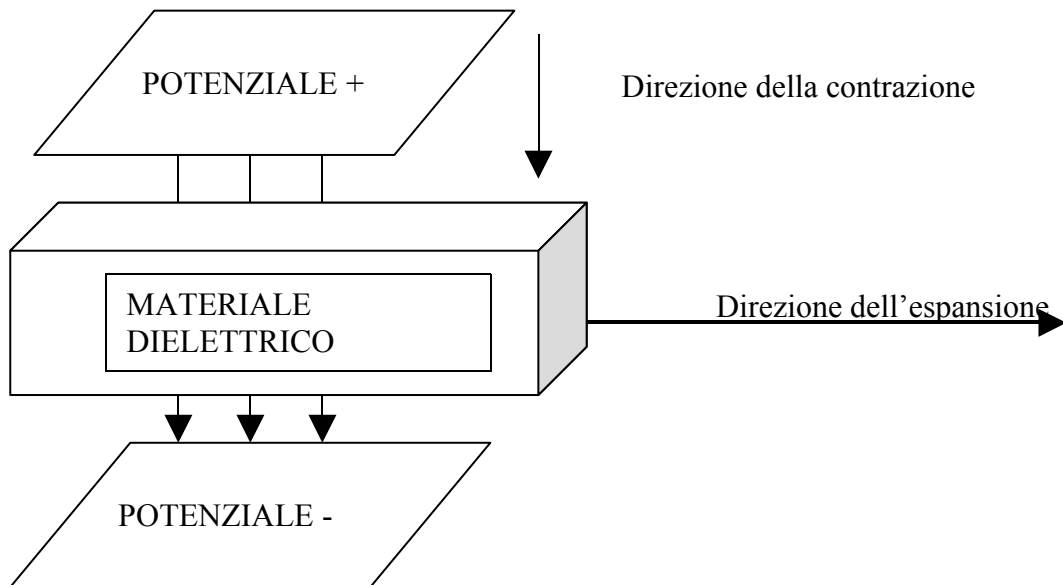 POTENZIALE +
Direzione della contrazione
MATERIALE
DIELETTRICO
Direzione dell’espansione
POTENZIALE -